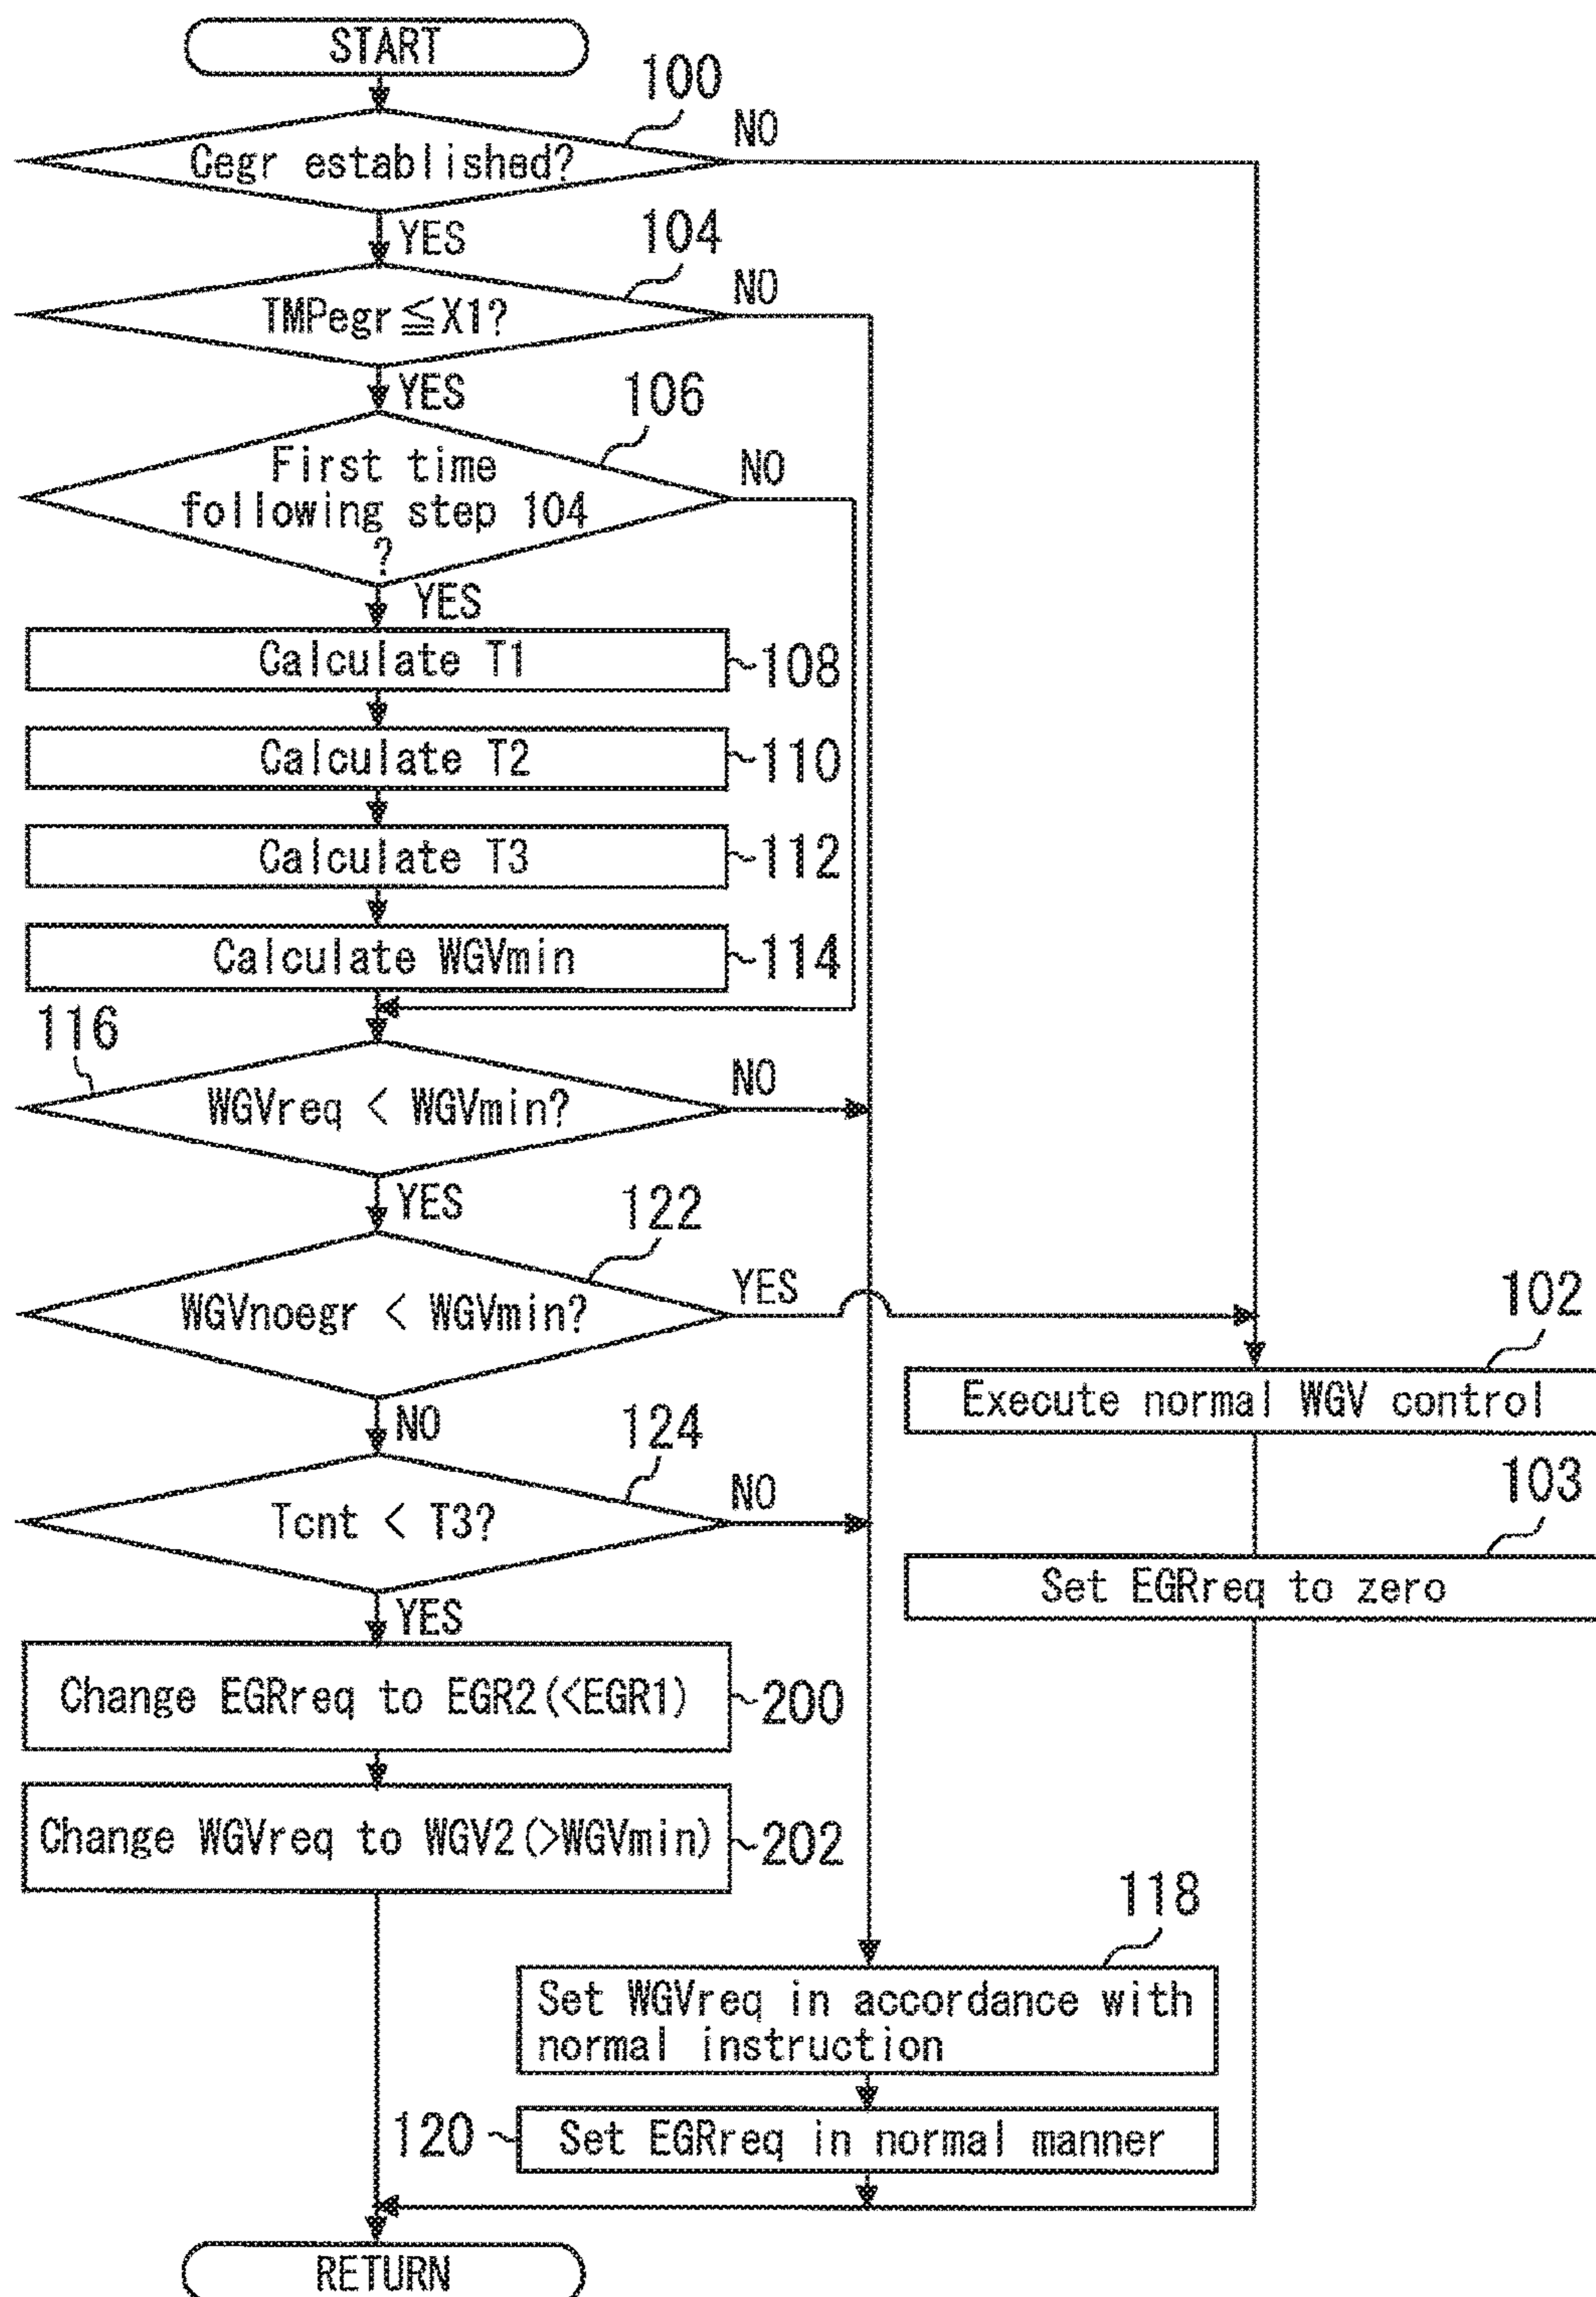 START
100
NO
Cegr established?
YES
104
NO
TMPegr≦X1?
YES
106
First time
NO
following step 104
?
YES
Calculate T1
108
Calculate T2
110
Calculate T3
112
Calculate WGVmin
114
116
NO
WGVreq < WGVmin?
YES
122
YES
WGVnoegr < WGVmin?
102
Execute normal WGV control
NO
124
103
NO
Tcnt < T3?
Set EGRreq to zero
YES
Change EGRreq to EGR2(<EGR1)
200
Change WGVreq to WGV2(>WGVmin)
202
118
Set WGVreq in accordance with
normal instruction
120
Set EGRreq in normal manner
RETURN